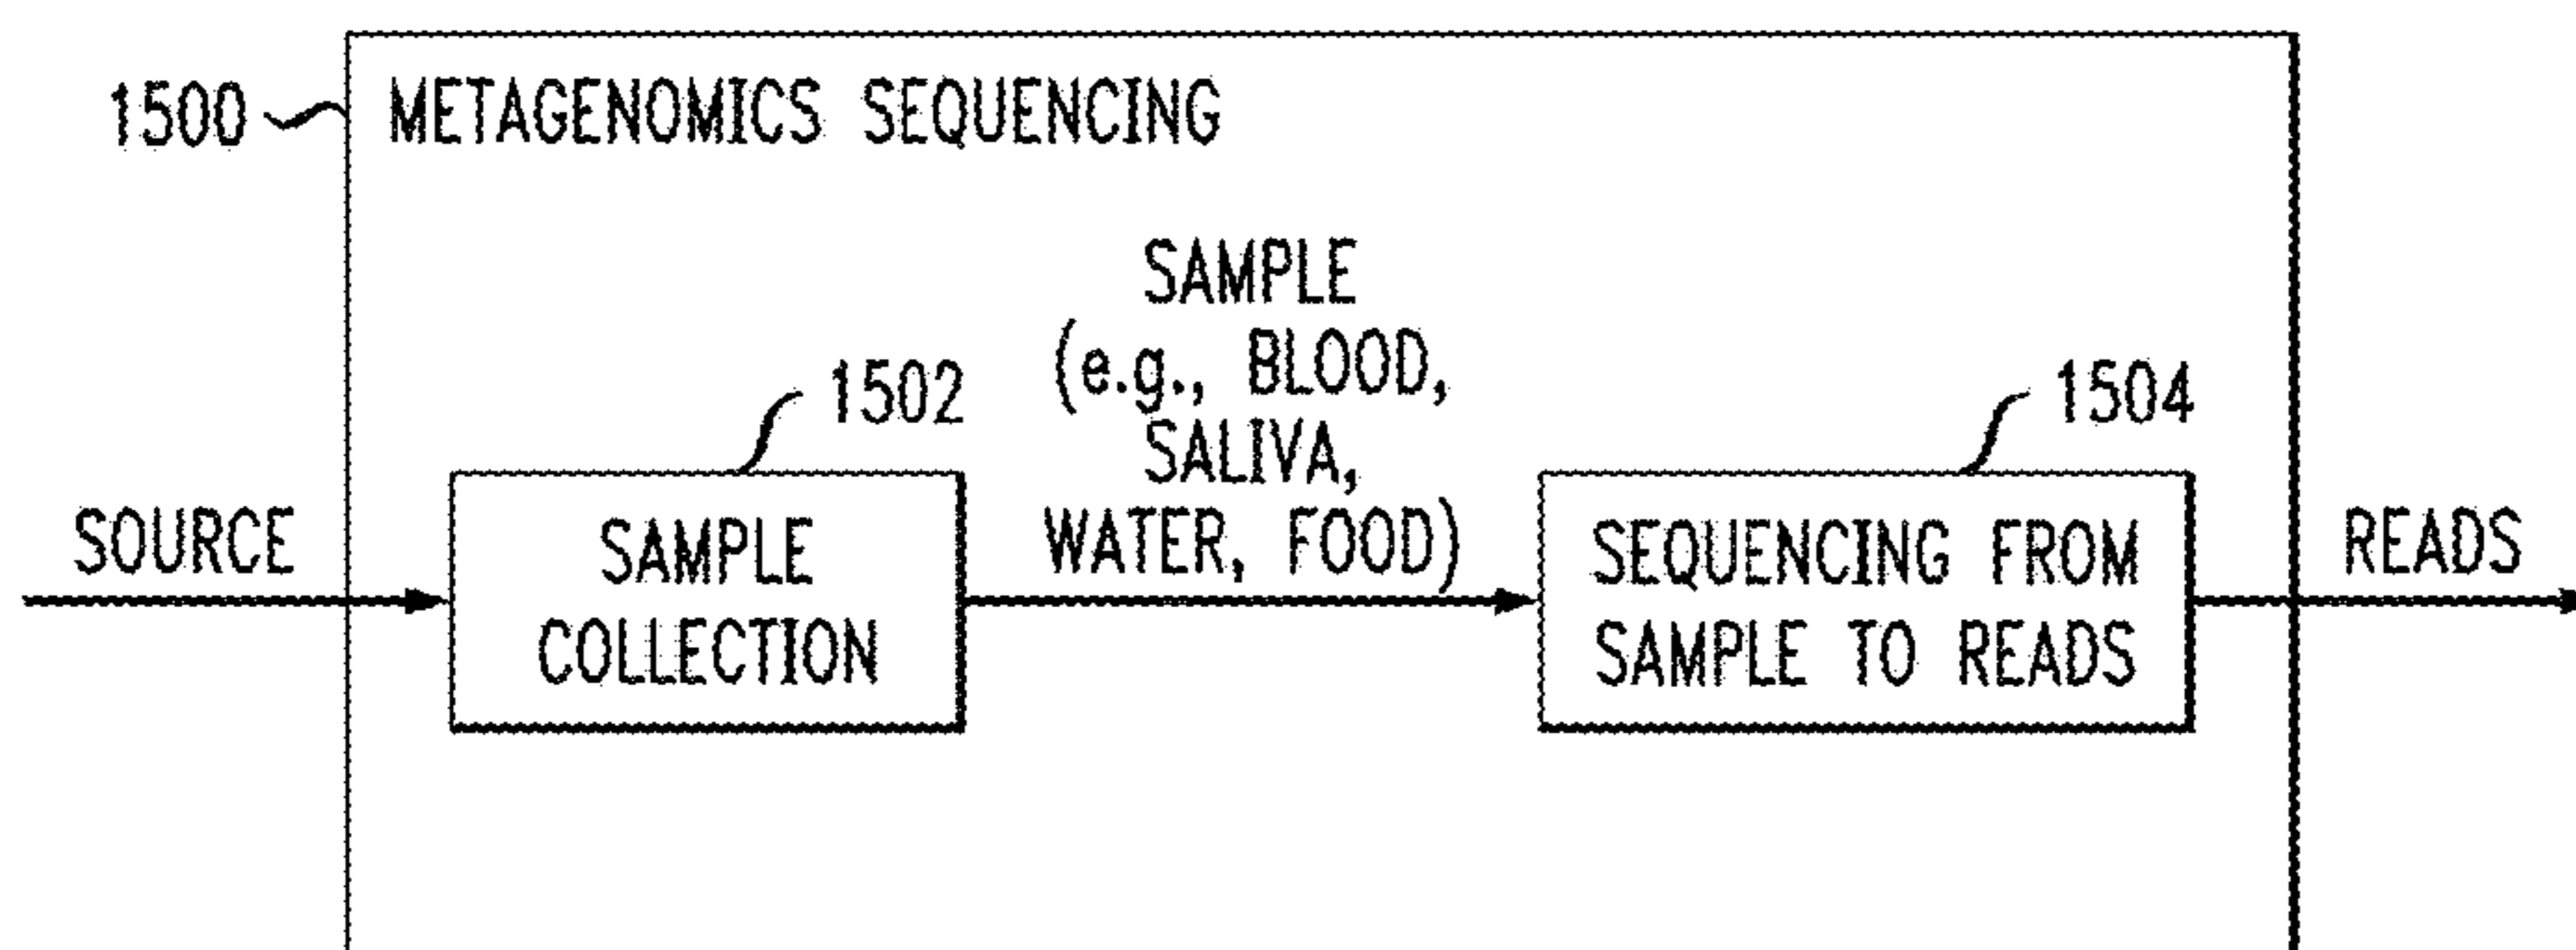 1500
METAGENOMICS SEQUENCING
SAMPLE
(e.g., BLOOD,
SALIVA,
WATER, FOOD)
1502
1504
SOURCE
SAMPLE
COLLECTION
SEQUENCING FROM
SAMPLE TO READS
READS